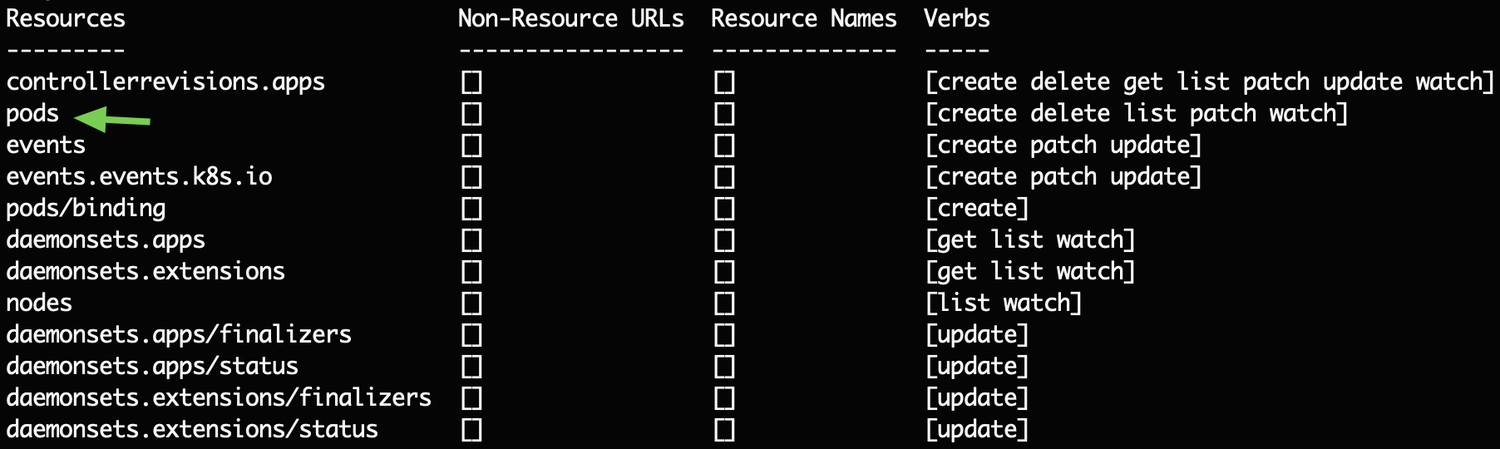 Resources Non-Resource URLs Resource Names Verbs
--------- ----------------- -------------- -----
controllerrevisions.apps [] [] [create delete get list patch update watch]
pods [] [] [create delete list patch watch]
events [] [] [create patch update]
events.events.k8s.io [] [] [create patch update]
pods/binding [] [] [create]
daemonsets.apps [] [] [get list watch]
daemonsets.extensions [] [] [get list watch]
nodes [] [] [list watch]
daemonsets.apps/finalizers [] [] [update]
daemonsets.apps/status [] [] [update]
daemonsets.extensions/finalizers [] [] [update]
daemonsets.extensions/status [] [] [update]